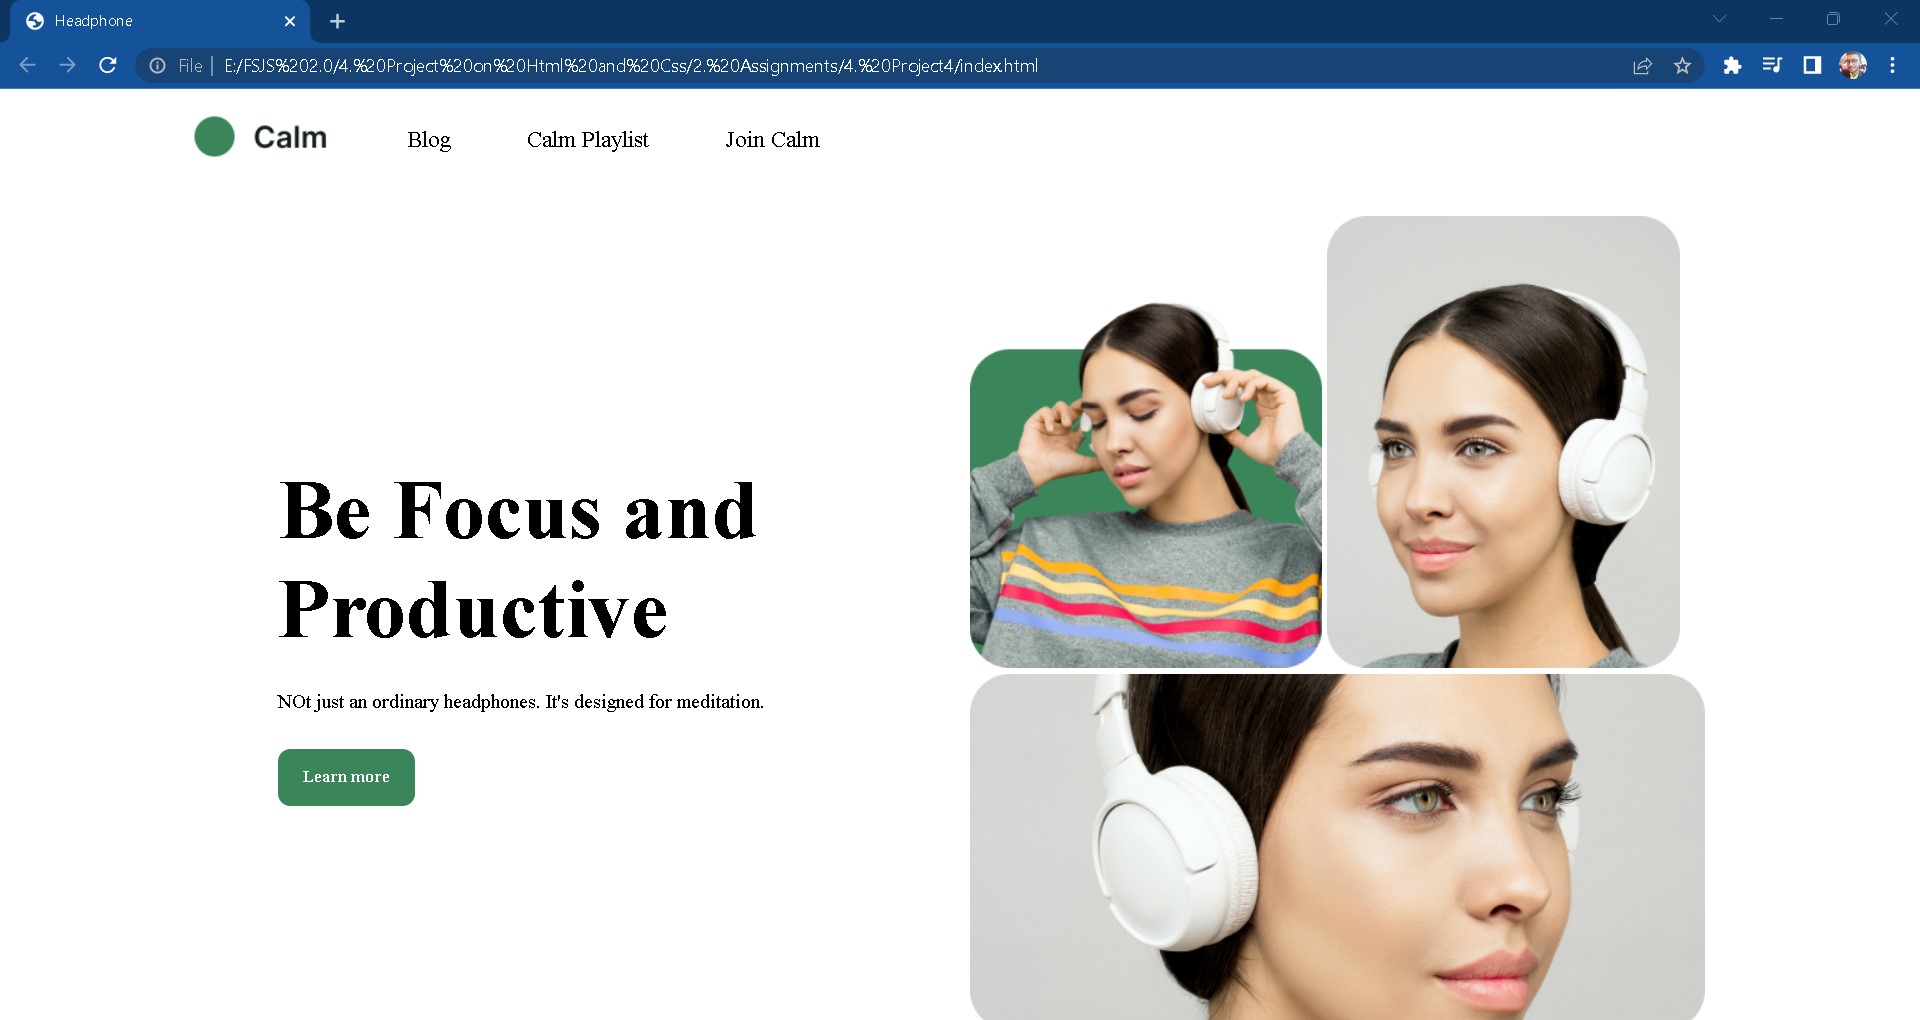 Headphone
File | E:/FSJS%202.0/4.%20Project%20on%20Html%20and%20Css/2.%20Assignments/4.%20Project4/index.html
Calm Blog Calm Playlist Join Calm
Be Focus and
Productive
NOt just an ordinary headphones. It's designed for meditation.
Learn more